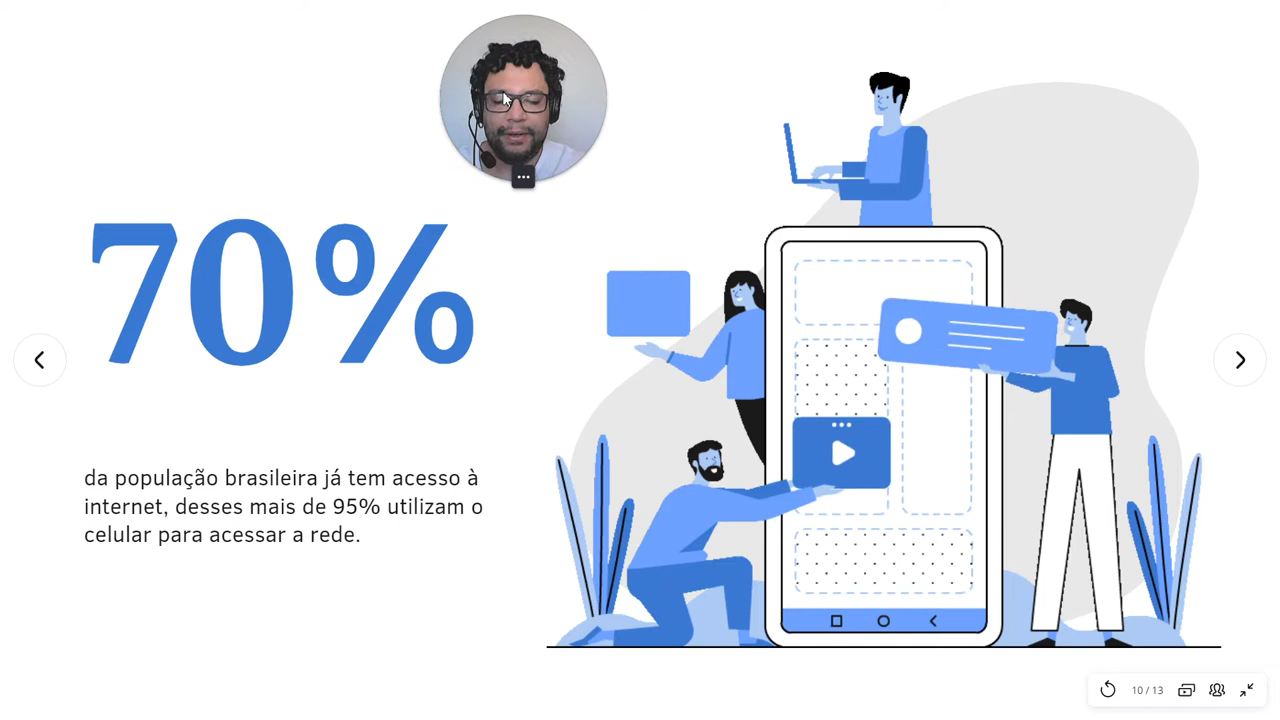 70%
da população brasileira já tem acesso à
internet, desses mais de 95% utilizam o
celular para acessar a rede.
10 / 13